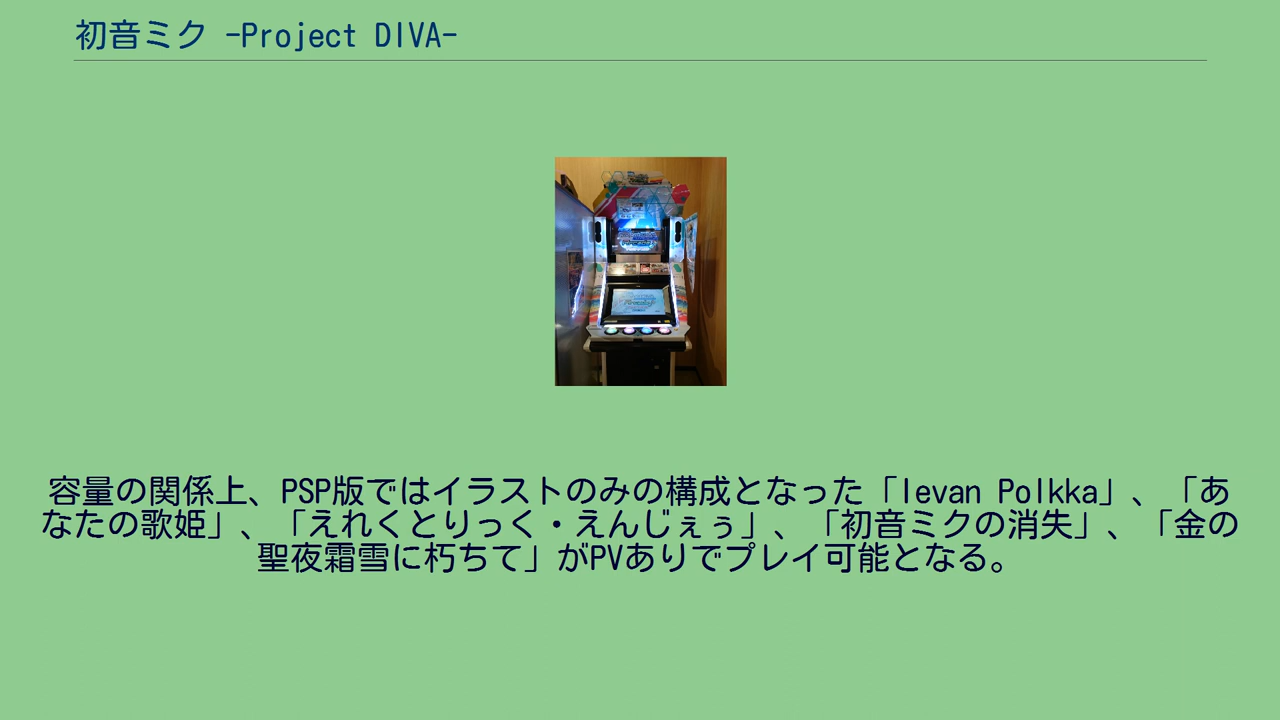 初音ミク -Project DIVA-
容量の関係上、PSP版ではイラストのみの構成となった「Ievan Polkka」、「あ
なたの歌姫」、「えれくとりっく・えんじぇぅ」、「初音ミクの消失」、「金の
聖夜霜雪に朽ちて」がPVありでプレイ可能となる。